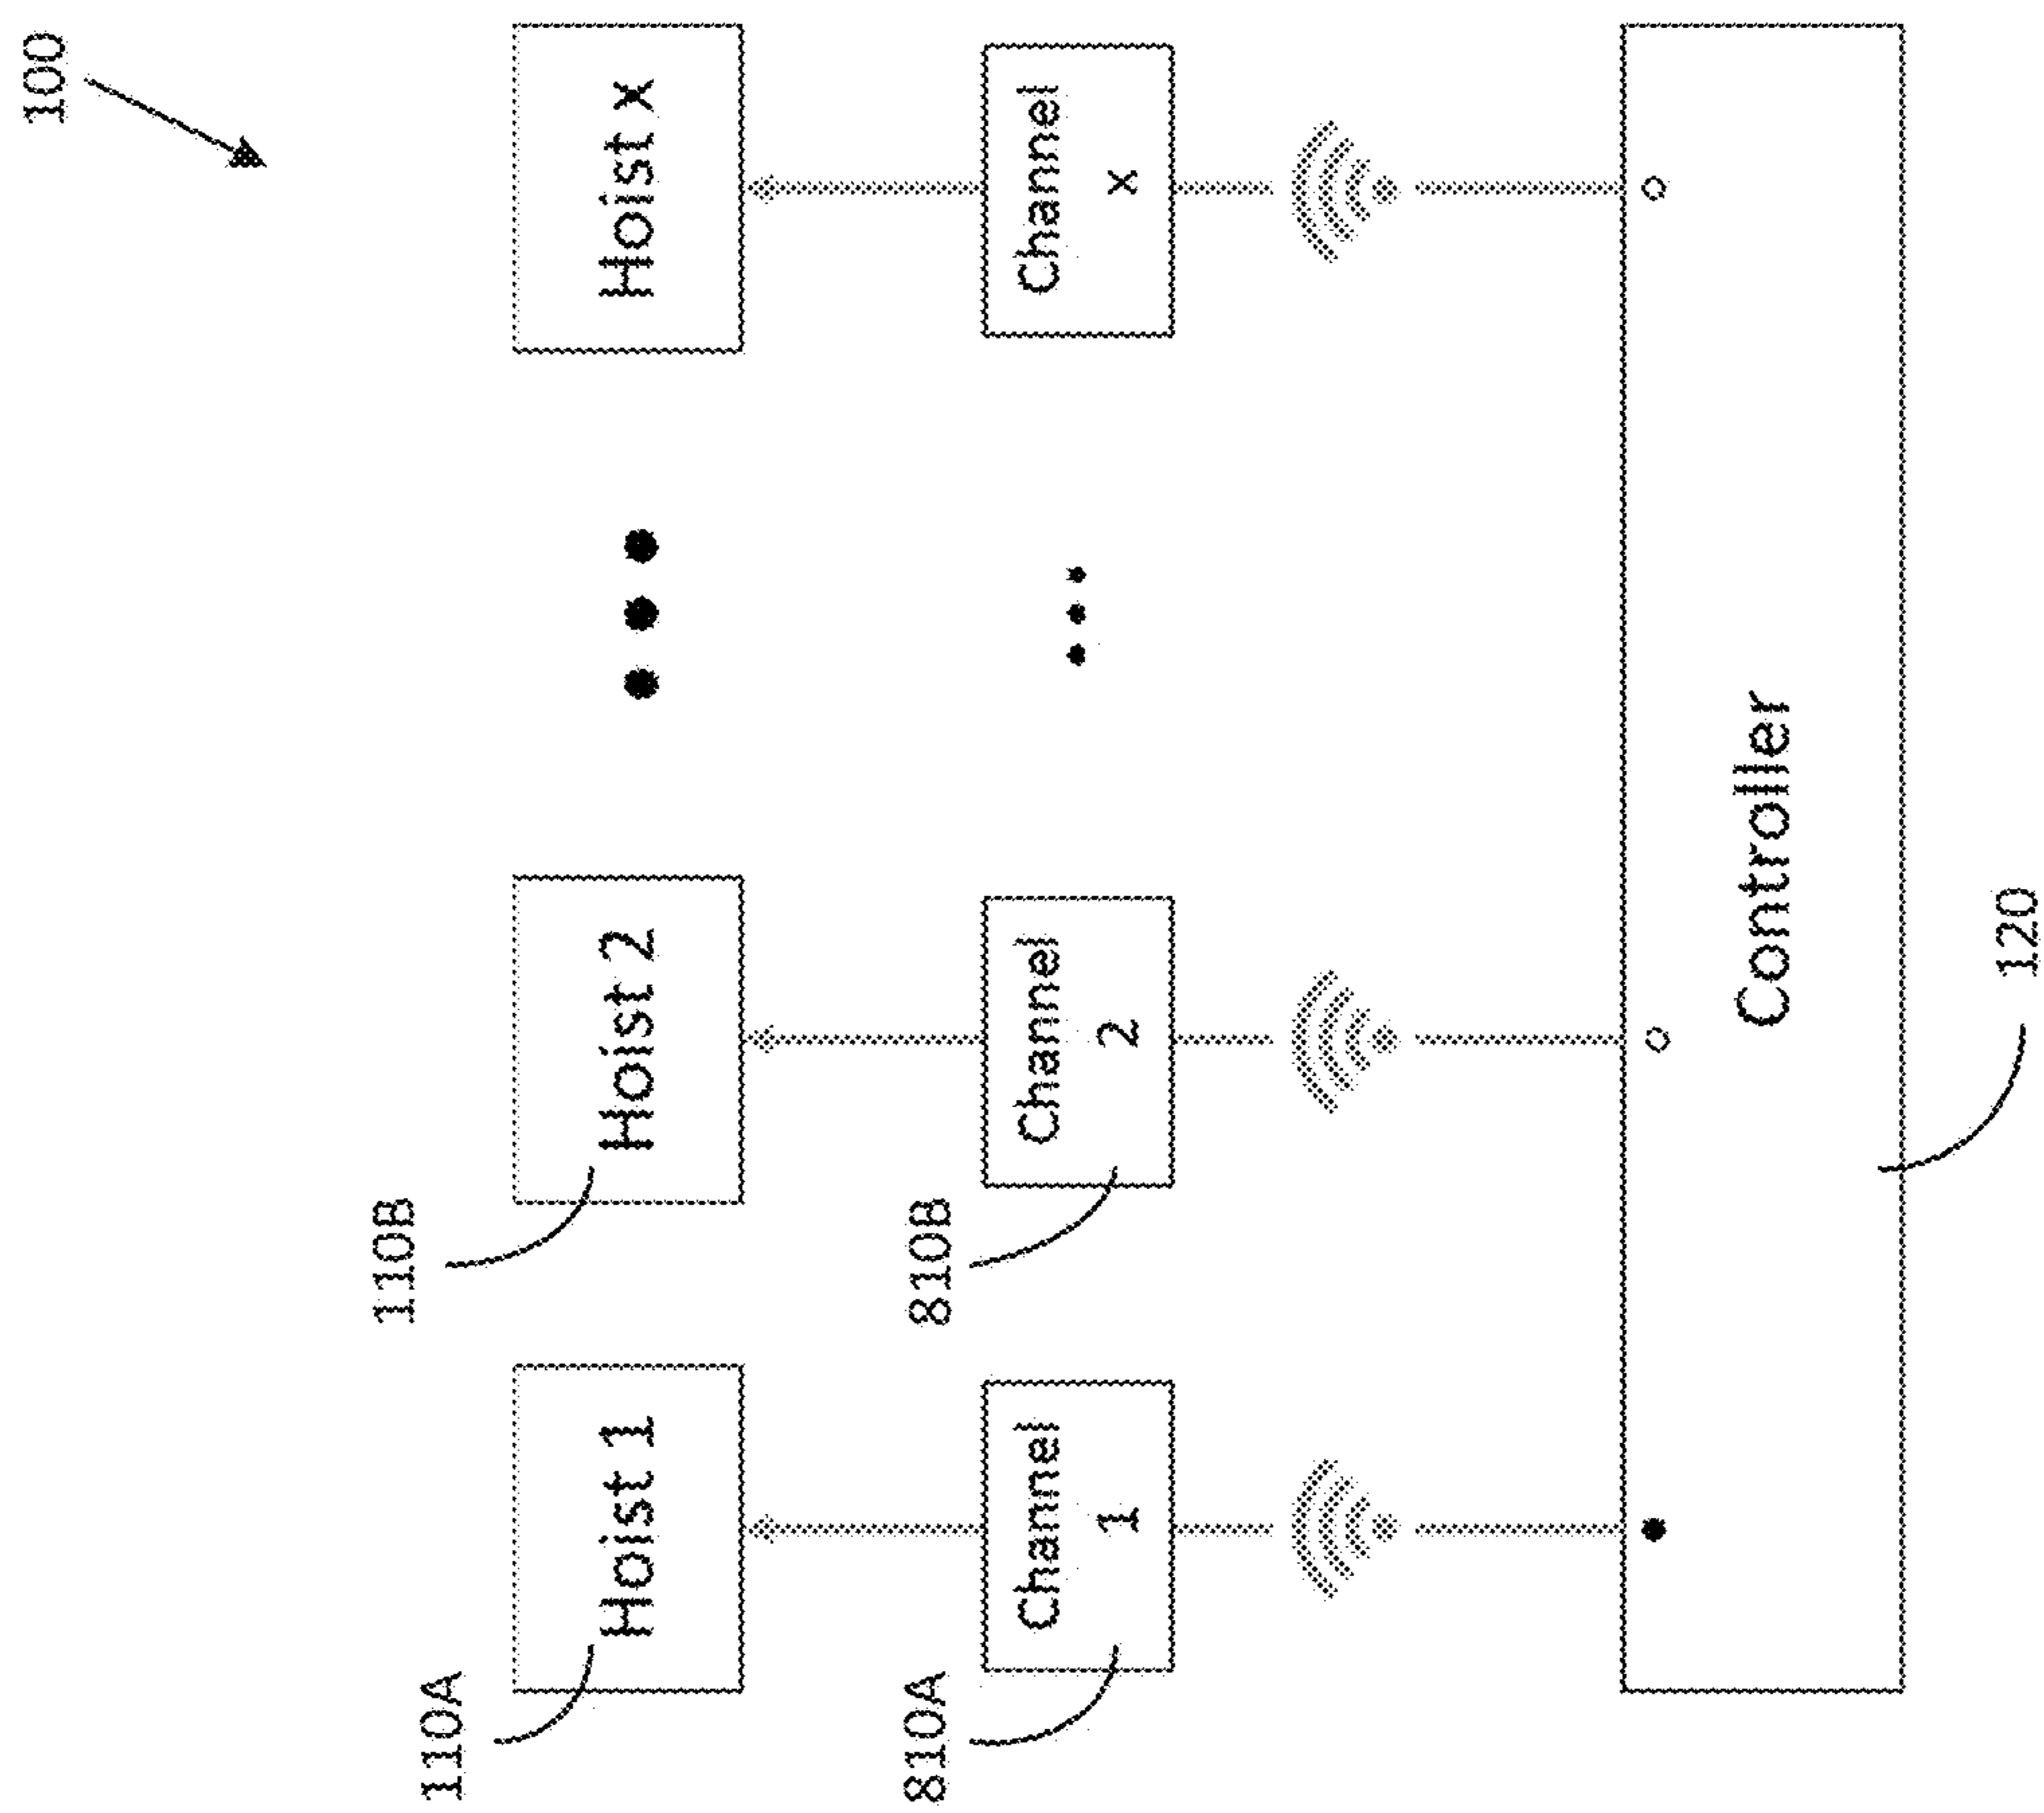 100
110A
Hoist 1
110B
Hoist 2
Hoist x
810A
Channel
1
810B
Channel
2
Channel
x
Controller
120